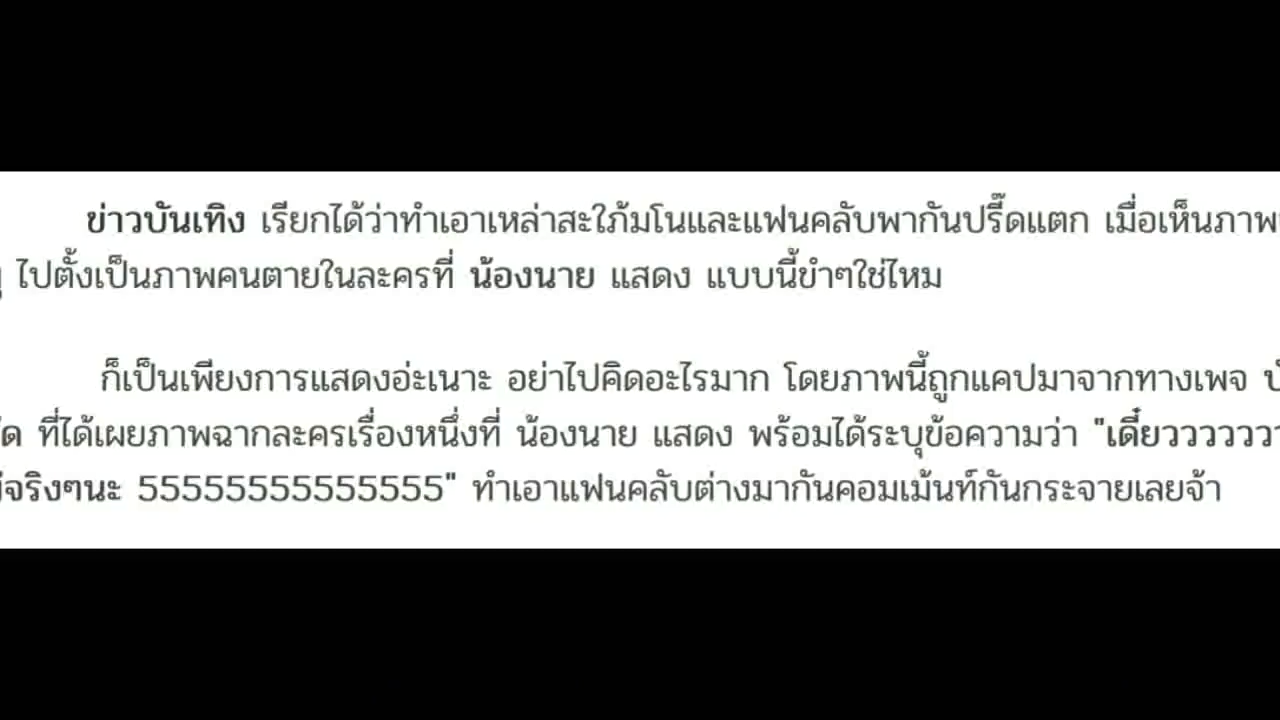 ข่าวบันเทิง เรียกได้ว่าทำเอาเหล่าสะใภ้มโนและแฟนคลับพากันปรี๊ดแตก เมื่อเห็นภาพ
ไปตั้งเป็นภาพคนตายในละครที่ น้องนาย แสดง แบบนี้ขำๆใช่ไหม
ก็เป็นเพียงการแสดงอ่ะเนาะ อย่าไปคิดอะไรมาก โดยภาพนี้ถูกแคปมาจากทางเพจ
ที่ได้เผยภาพฉากละครเรื่องหนึ่งที่ น้องนาย แสดง พร้อมได้ระบุข้อความว่า "เดี๋ยววววววว
จริงๆนะ 555555555555555" ทำเอาแฟนคลับต่างมากันคอมเม้นท์กันกระจายเลยจ้า